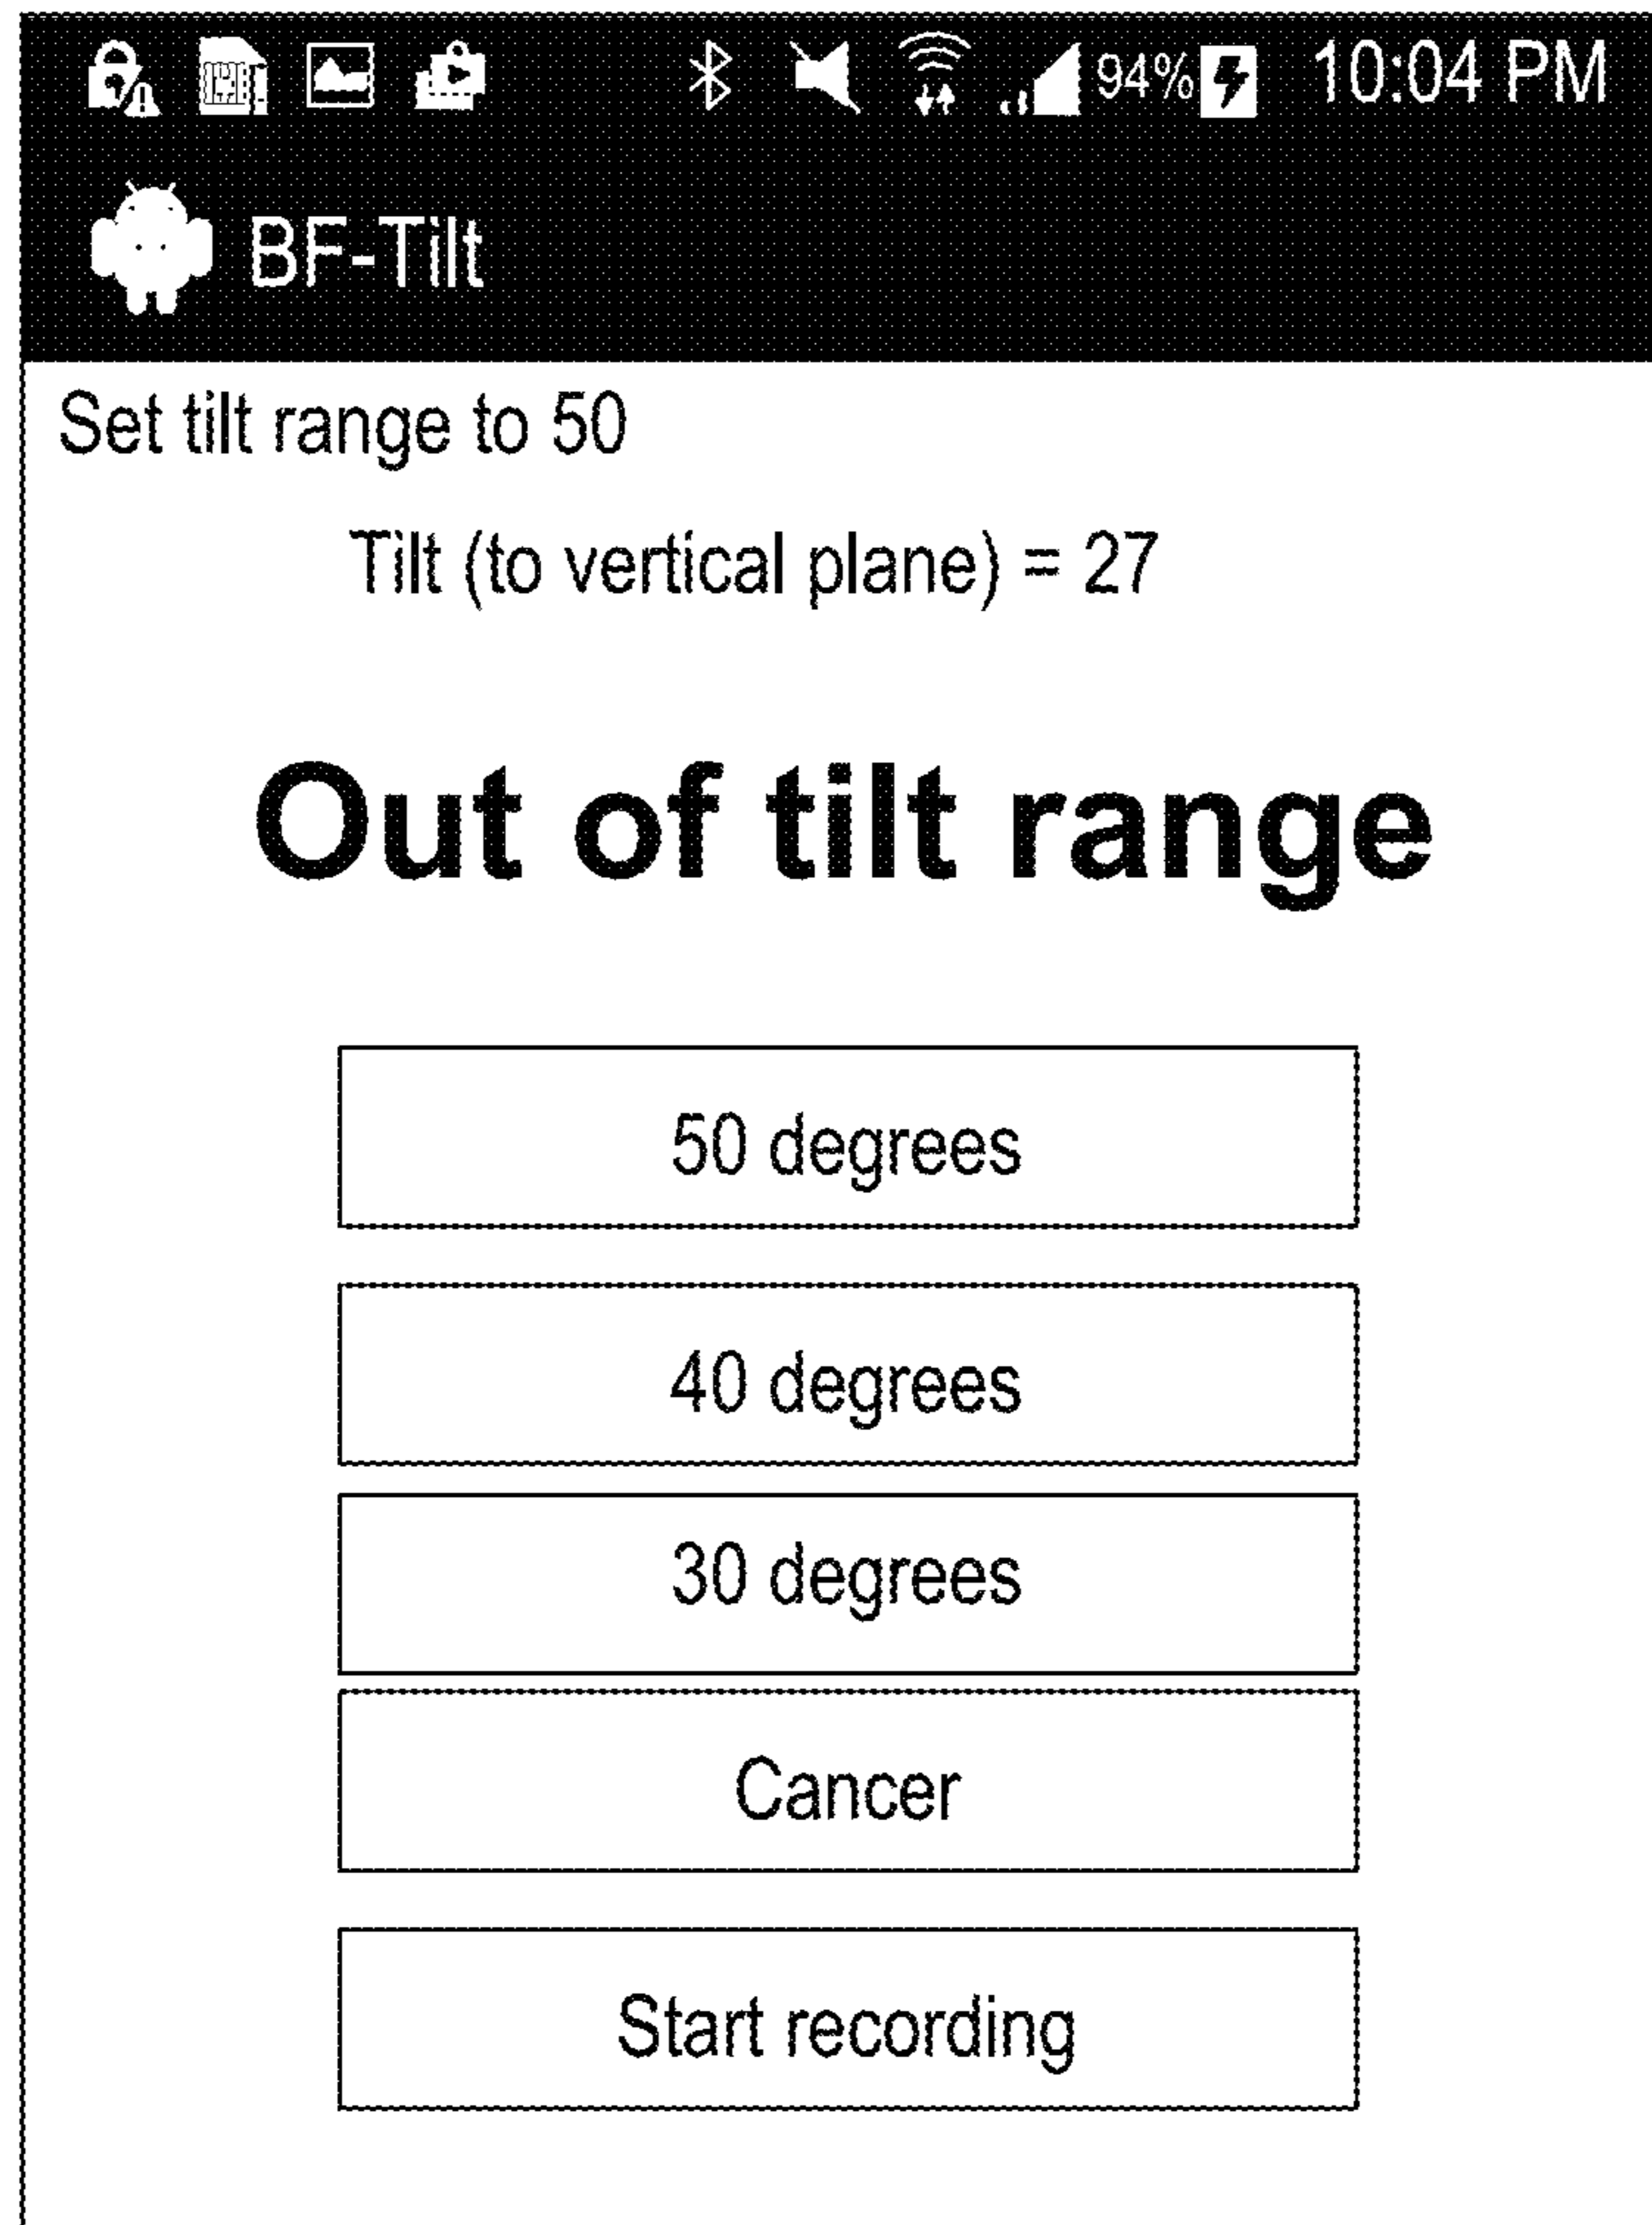 94% 10:04 PM
BF-Tilt
Set tilt range to 50
Tilt (to vertical plane) = 27
Out of tilt range
50 degrees
40 degrees
30 degrees
Cancer
Start recording